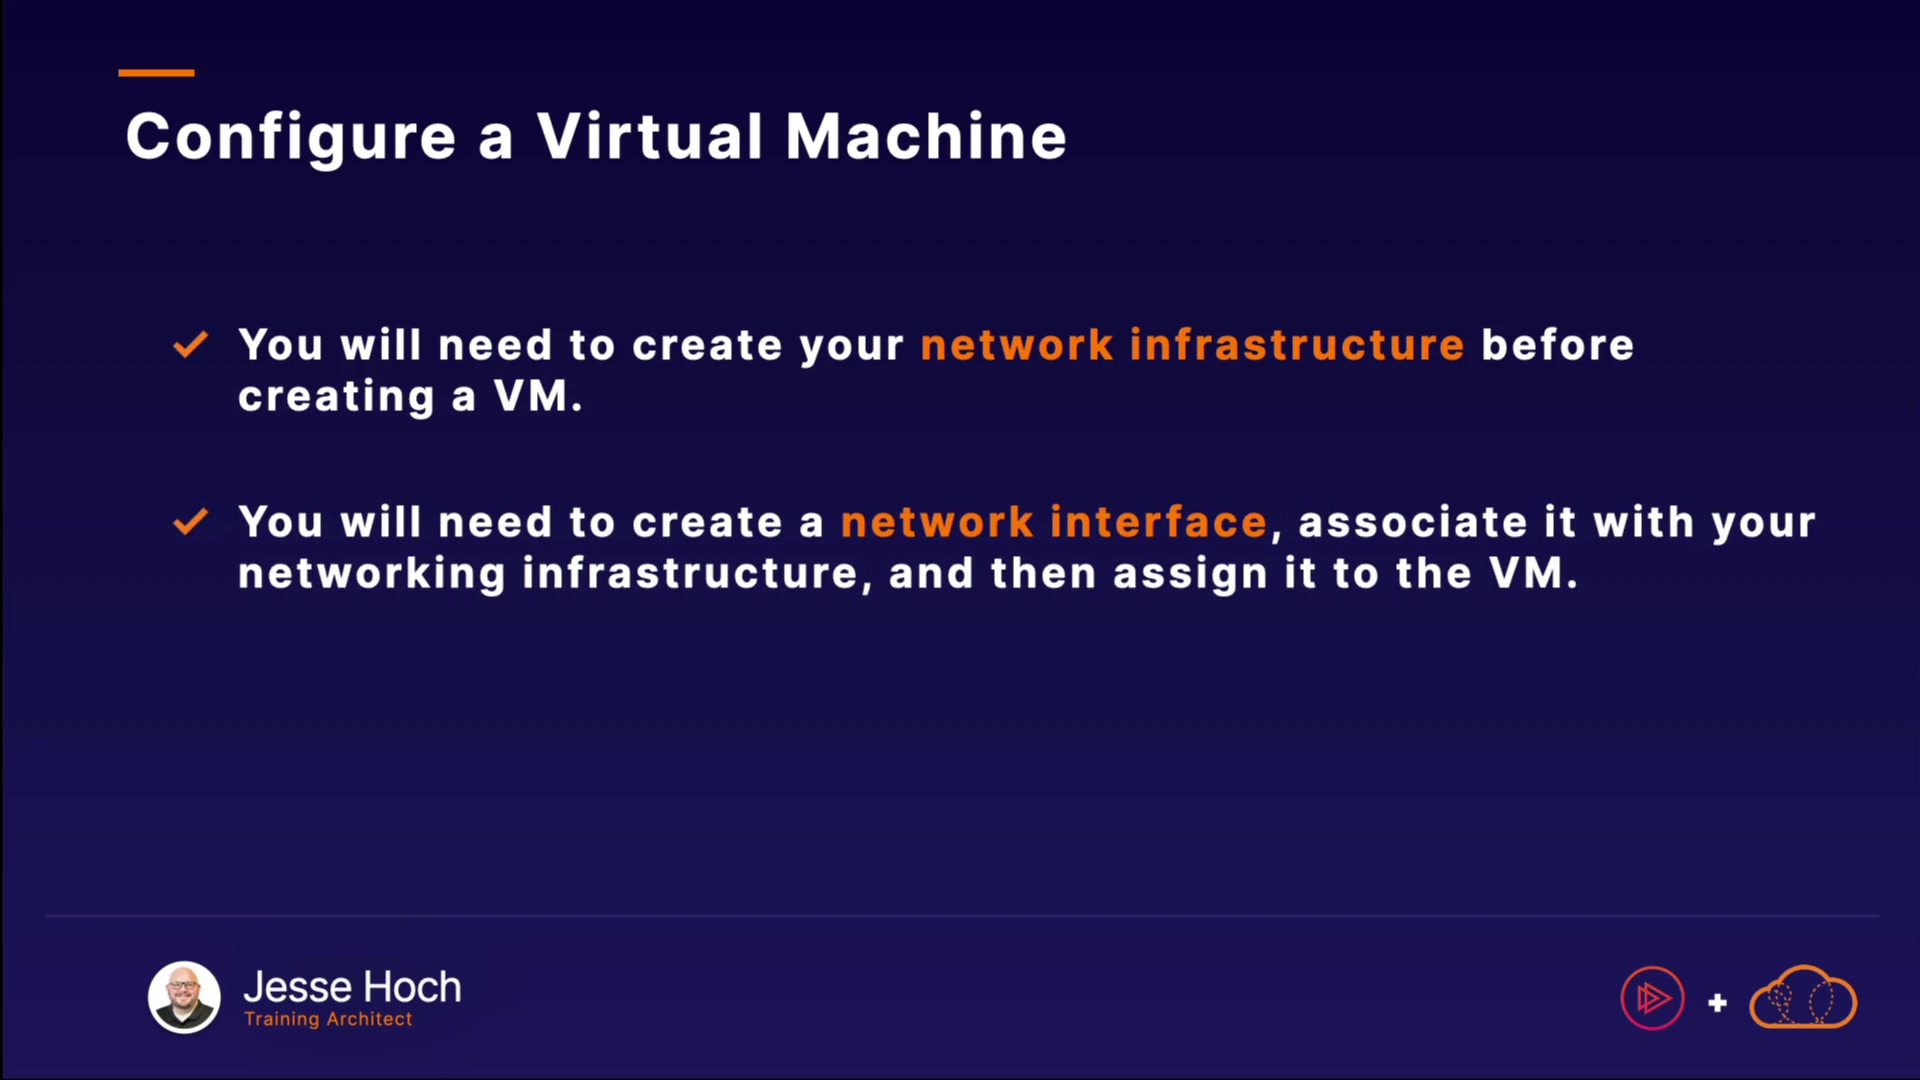 Configure a Virtual Machine
You will need to create your network infrastructure before
creating a VM.
You will need to create a network interface, associate it with your
networking infrastructure, and then assign it to the VM.
Jesse Hoch
Training Architect
+